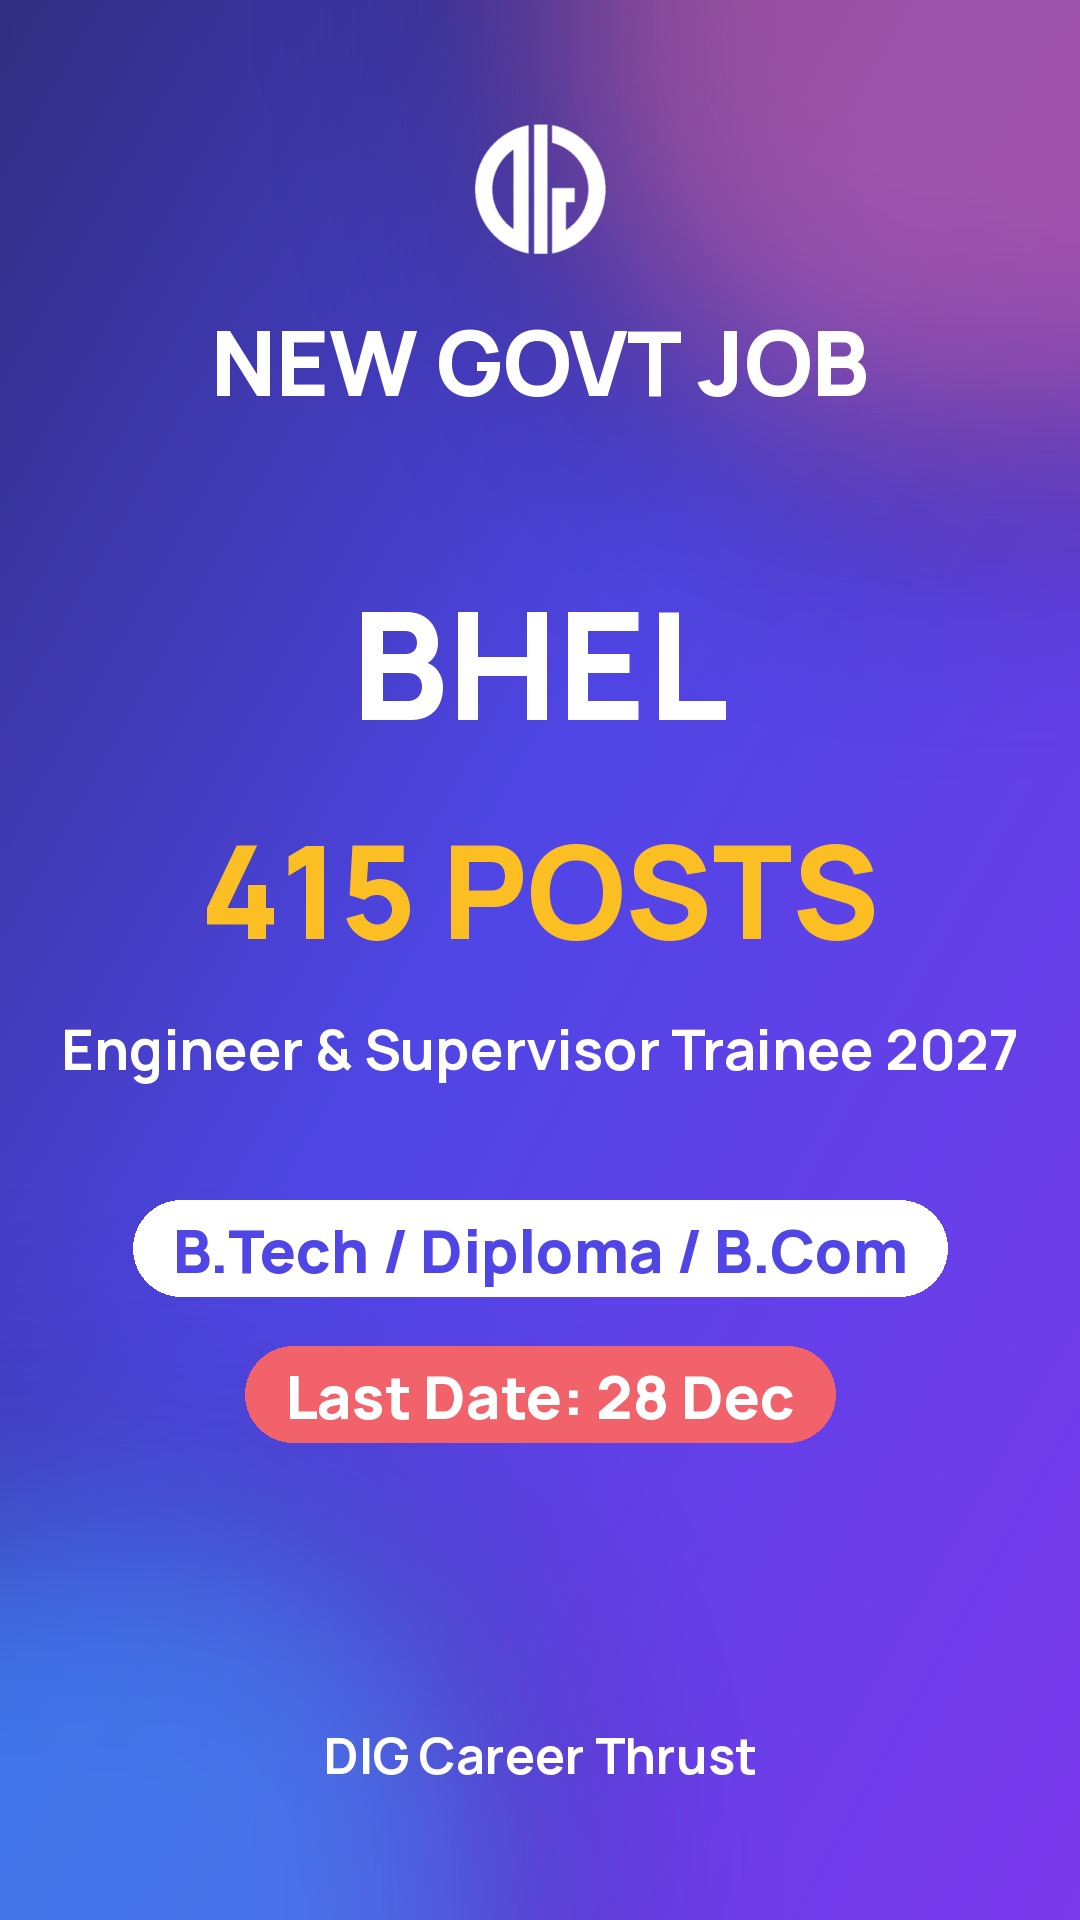 DIG
NEW GOVT JOB
BHEL
415 POSTS
Engineer & Supervisor Trainee 2027
B.Tech / Diploma / B.Com
Last Date: 28 Dec
DIG Career Thrust